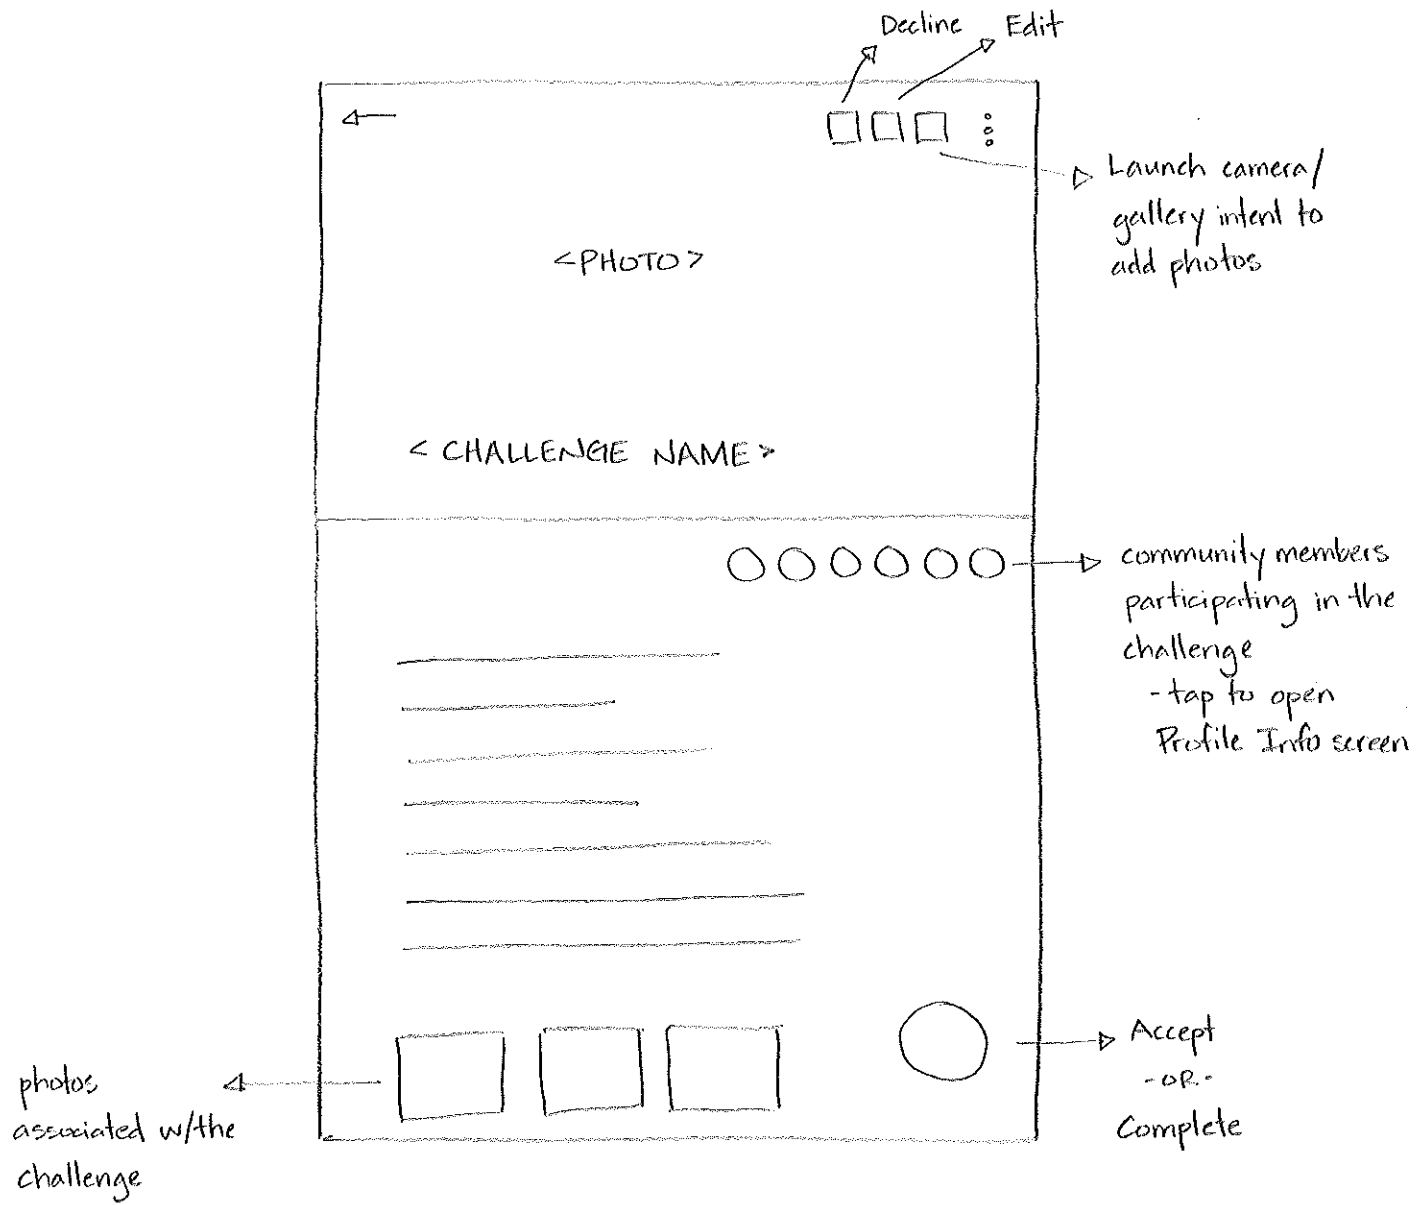 Decline
Edit
Launch camera/
gallery intent to
add photos
<PHOTO>
< CHALLENGE NAME>
community members
participating in the
challenge
- tap to open
Profile Info screen
Accept
- OR -
Complete
photos
associated w/the
challenge